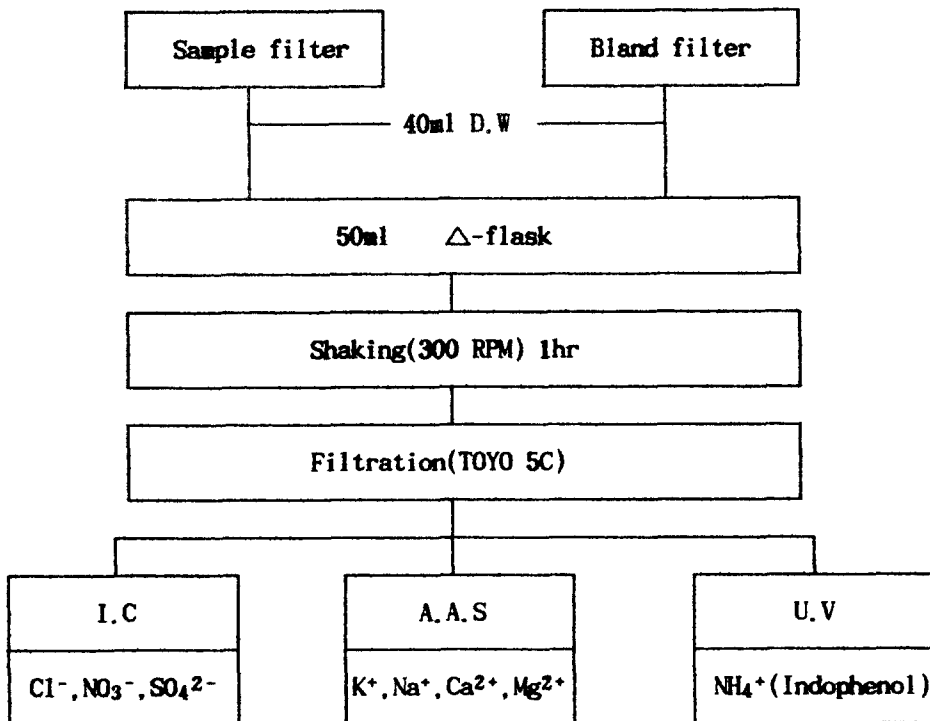 Sample filter
Bland filter
40ml D.W
50ml △-flask
Shaking(300 RPM) 1hr
Filtration(TOYO 5C)
I.C
A.A.S
U.V
Cl⁻,NO₃⁻,SO₄²⁻
K⁺,Na⁺,Ca²⁺,Mg²⁺
NH₄⁺(Indophenol)